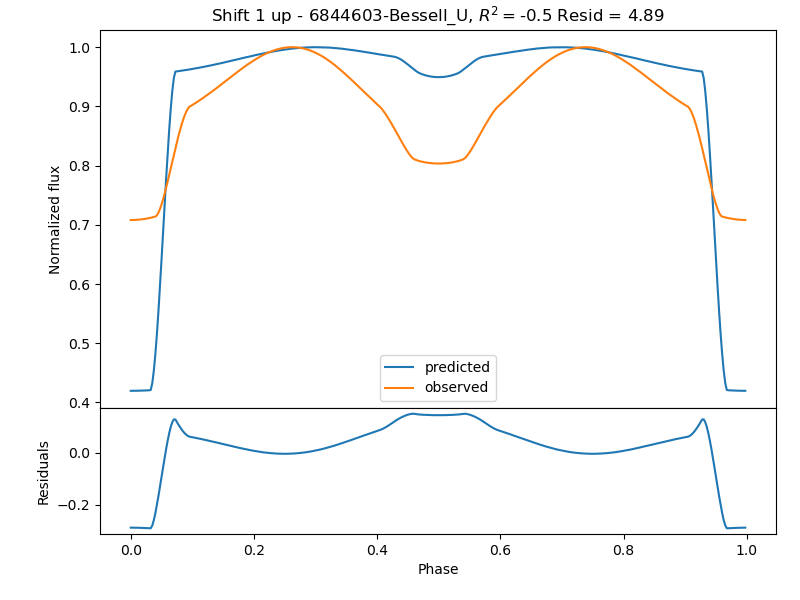 Shift 1 up - 6844603-Bessell_U, $R^2$ = -0.5 Resid = 4.89
1.0
0.9
0.8
0.7
0.6
0.5
0.4
Normalized flux
predicted
observed
0.0
−0.2
Residuals
0.0 0.2 0.4 0.6 0.8 1.0
Phase